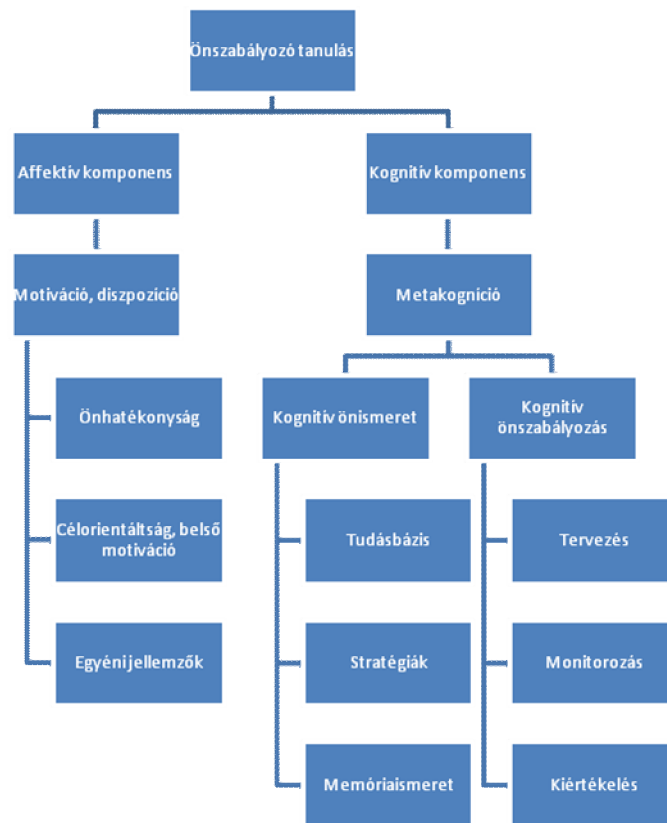 Önszabályozó tanulás
Affektív komponens
Kognitív komponens
Motiváció, diszpozíció
Metakogníció
Önhatékonyság
Kognitív önismeret
Kognitív
önszabályozás
Célorientáltság, belső
motiváció
Tudásbázis
Tervezés
Egyéni jellemzők
Stratégiák
Monitorozás
Memóriaismeret
Kiértékelés